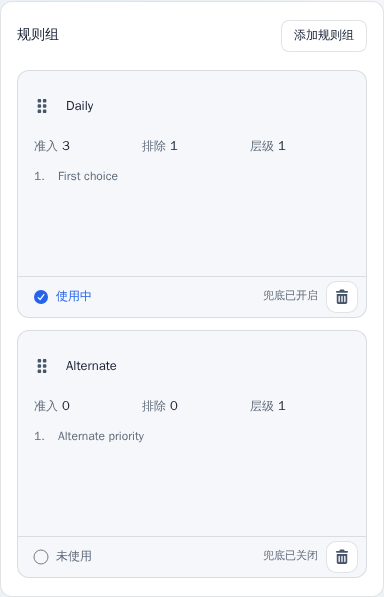 规则组
添加规则组
Daily
准入 3 排除 1 层级 1
1. First choice
使用中 兜底已开启
Alternate
准入 0 排除 0 层级 1
1. Alternate priority
未使用 兜底已关闭